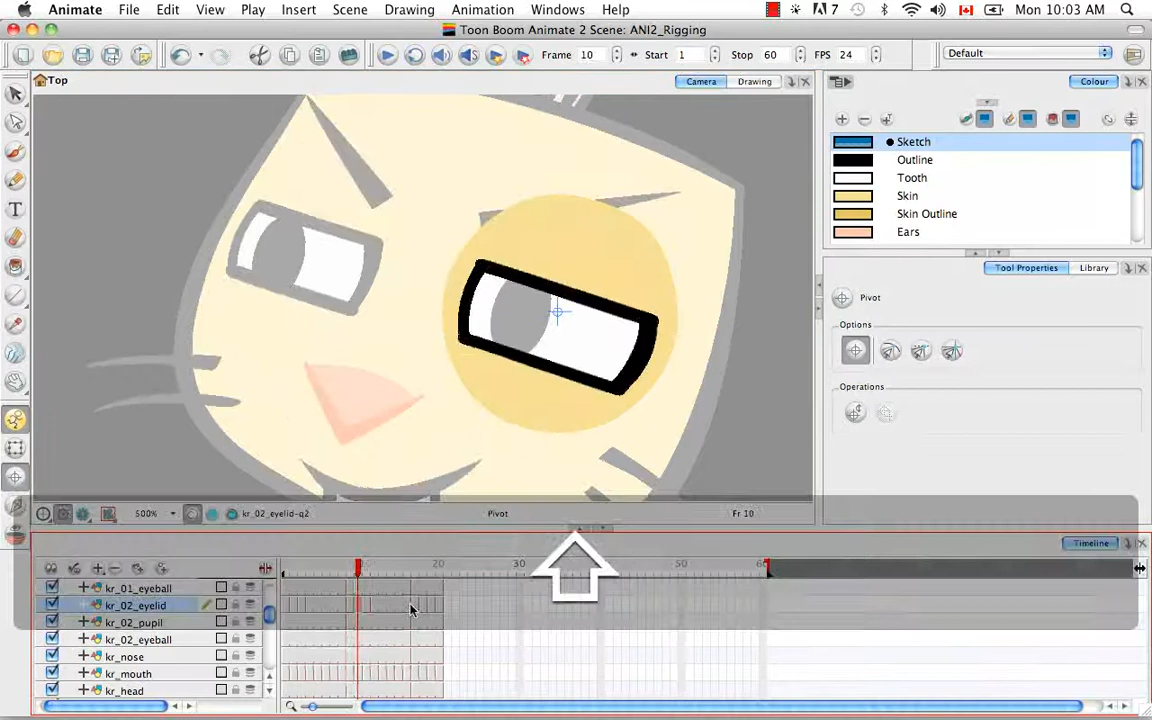 Animate File Edit View Play Insert Scene Drawing Animation Windows Help 7 Mon 10:03 AM
Toon Boom Animate 2 Scene: ANI2_Rigging
Frame 10 Start 1 Stop 60 FPS 24 Default
Top Camera Drawing Colour
Sketch
Outline
Tooth
Skin
Skin Outline
Ears
Tool Properties Library
Pivot
Options
Operations
500% kr_02_eyelid-q2 Pivot Fr 10
Timeline
20 30 50 60
kr_01_eyeball
kr_02_eyelid
kr_02_pupil
kr_02_eyeball
kr_nose
kr_mouth
kr_head